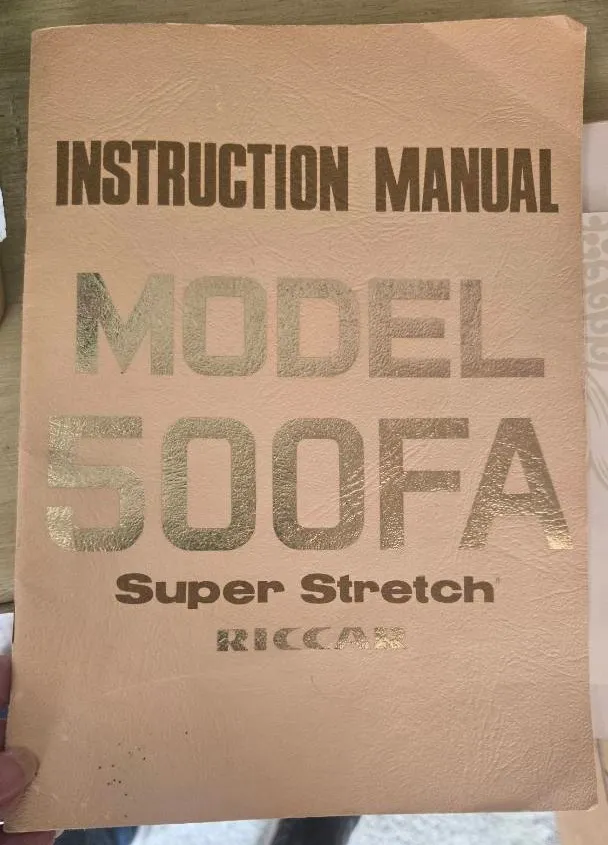 INSTRUCTION MANUAL
MODEL
500FA
Super Stretch
RICCAR